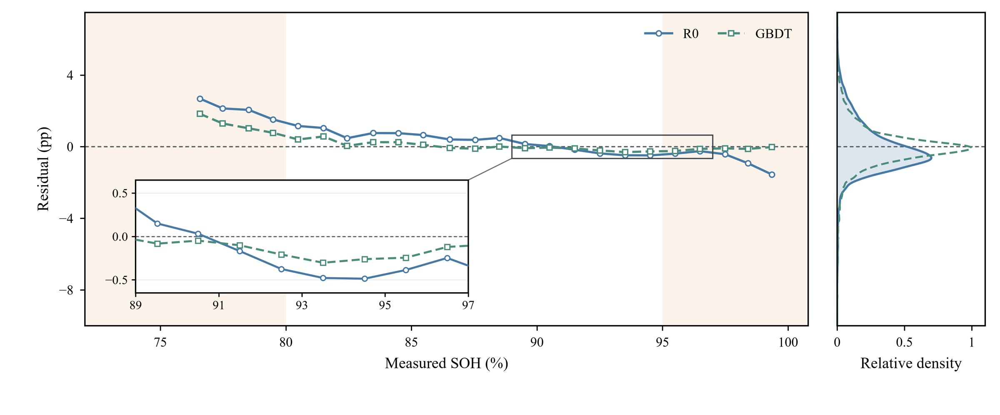 R0 GBDT
4
0
−4
−8
Residual (pp)
0.5
0.0
−0.5
89 91 93 95 97
75 80 85 90 95 100
Measured SOH (%)
0 0.5 1
Relative density